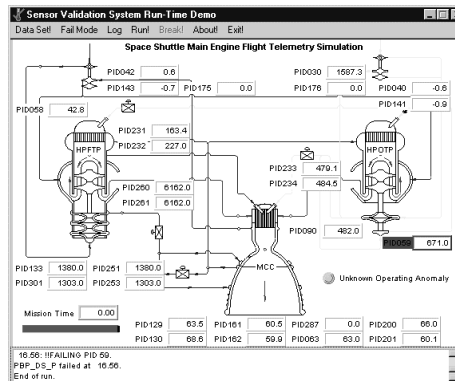 Sensor Validation System Run-Time Demo
Data Set! Fail Mode Log Run! Break! About Exit!
Space Shuttle Main Engine Flight Telemetry Simulation
PID042 0.6 PID030 1587.3
PID143 -0.7 PID175 0.0 PID176 0.0 PID040 -0.6
PID141 -0.9
PID058 42.8
PID231 163.4
PID232 227.0
HPFTP HPOTP
PID233 479.1
PID234 484.5
PID260 6162.0
PID261 6162.0
PID090 482.0
PID059 671.0
PID133 1380.0 PID251 1380.0 MCC
PID301 1303.0 PID253 1303.0
Unknown Operating Anomaly
Mission Time 0.00
PID129 63.5 PID161 60.5 PID287 0.0 PID200 66.0
PID130 68.6 PID162 59.9 PID063 63.0 PID201 60.1
16.56: !!FAILING PID 59.
PBP_DS_P failed at 16.56.
End of run.